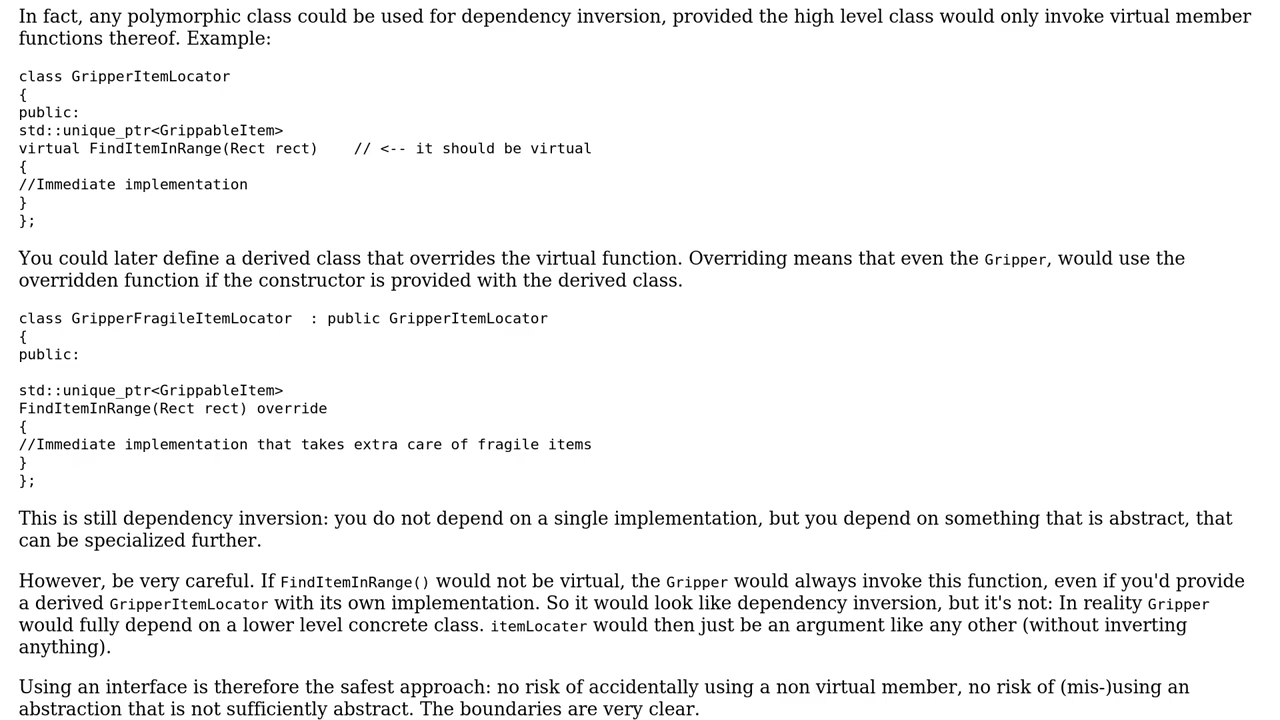 In fact, any polymorphic class could be used for dependency inversion, provided the high level class would only invoke virtual member
functions thereof. Example:
class GripperItemLocator
{
public:
std::unique_ptr<GrippableItem>
virtual FindItemInRange(Rect rect)    // <-- it should be virtual
{
//Immediate implementation
}
};
You could later define a derived class that overrides the virtual function. Overriding means that even the Gripper, would use the
overridden function if the constructor is provided with the derived class.
class GripperFragileItemLocator  : public GripperItemLocator
{
public:
std::unique_ptr<GrippableItem>
FindItemInRange(Rect rect) override
{
//Immediate implementation that takes extra care of fragile items
}
};
This is still dependency inversion: you do not depend on a single implementation, but you depend on something that is abstract, that
can be specialized further.
However, be very careful. If FindItemInRange() would not be virtual, the Gripper would always invoke this function, even if you'd provide
a derived GripperItemLocator with its own implementation. So it would look like dependency inversion, but it's not: In reality Gripper
would fully depend on a lower level concrete class. itemLocater would then just be an argument like any other (without inverting
anything).
Using an interface is therefore the safest approach: no risk of accidentally using a non virtual member, no risk of (mis-)using an
abstraction that is not sufficiently abstract. The boundaries are very clear.